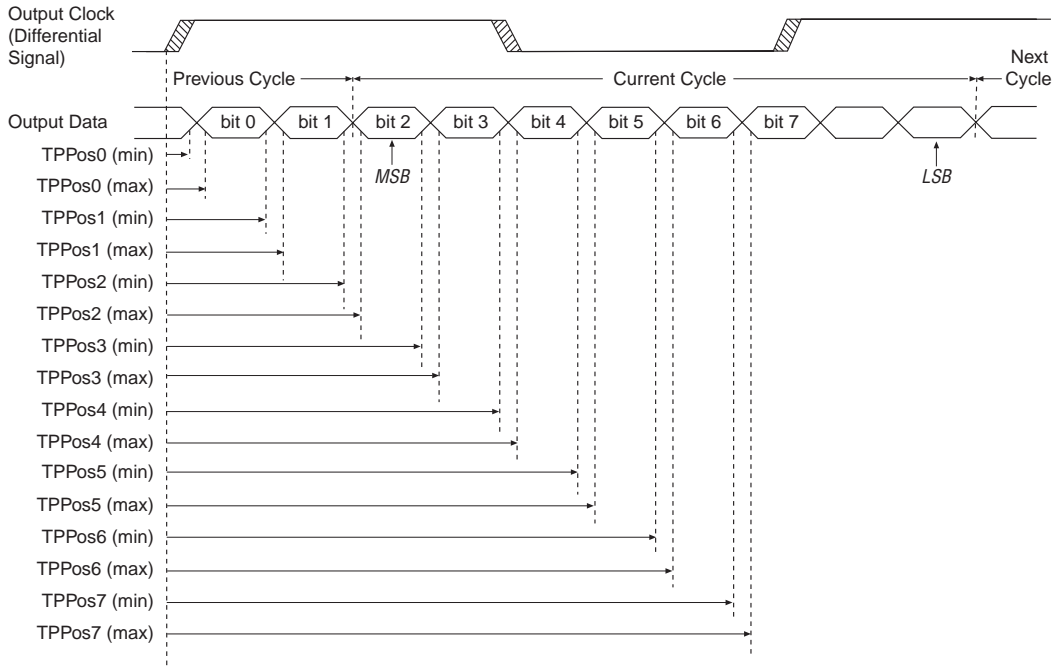 Output Clock
(Differential
Signal)
Previous Cycle
Current Cycle
Next
Cycle
Output Data
bit 0
bit 1
bit 2
bit 3
bit 4
bit 5
bit 6
bit 7
MSB
LSB
TPPos0 (min)
TPPos0 (max)
TPPos1 (min)
TPPos1 (max)
TPPos2 (min)
TPPos2 (max)
TPPos3 (min)
TPPos3 (max)
TPPos4 (min)
TPPos4 (max)
TPPos5 (min)
TPPos5 (max)
TPPos6 (min)
TPPos6 (max)
TPPos7 (min)
TPPos7 (max)